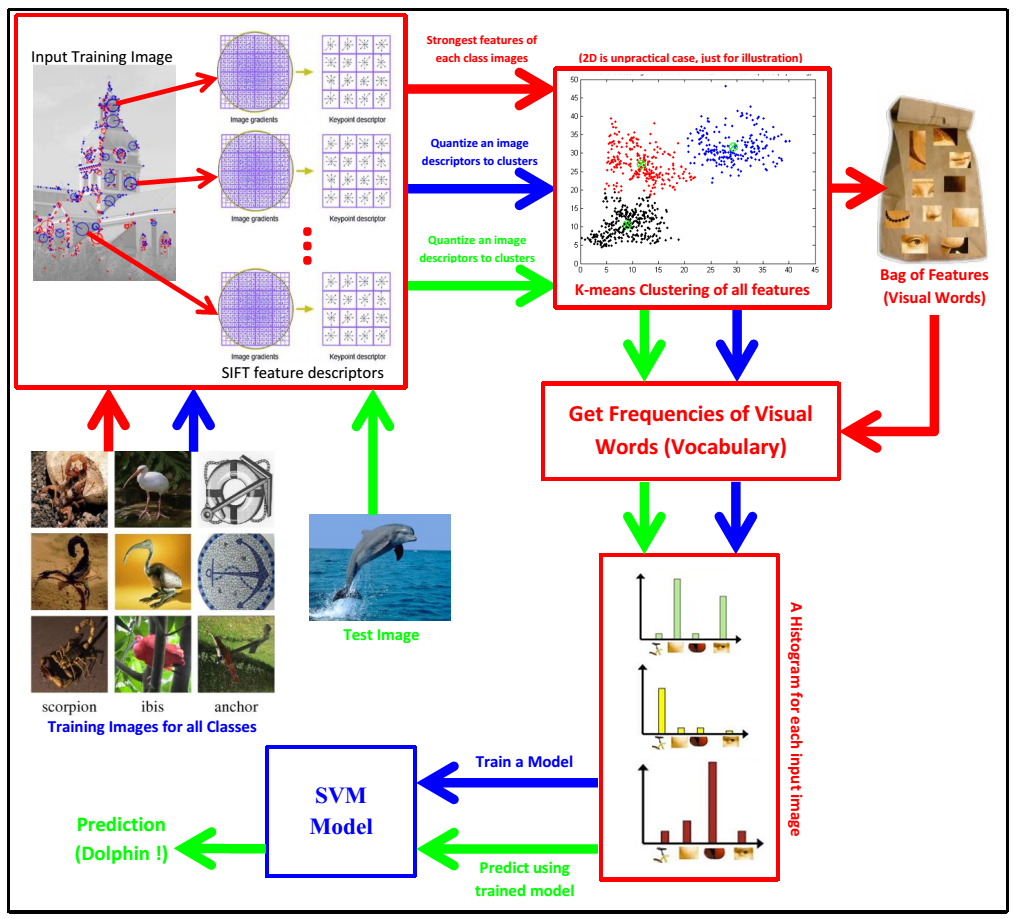 Input Training Image
Image gradients
Keypoint descriptor
Image gradients
Keypoint descriptor
Image gradients
Keypoint descriptor
SIFT feature descriptors
Strongest features of
each class images
Quantize an image
descriptors to clusters
Quantize an image
descriptors to clusters
(2D is unpractical case, just for illustration)
50
45
40
35
30
25
20
15
10
5
0
0 5 10 15 20 25 30 35 40 45
K-means Clustering of all features
Bag of Features
(Visual Words)
Get Frequencies of Visual
Words (Vocabulary)
scorpion ibis anchor
Training Images for all Classes
Test Image
A Histogram for each input image
Train a Model
SVM
Model
Predict using
trained model
Prediction
(Dolphin !)